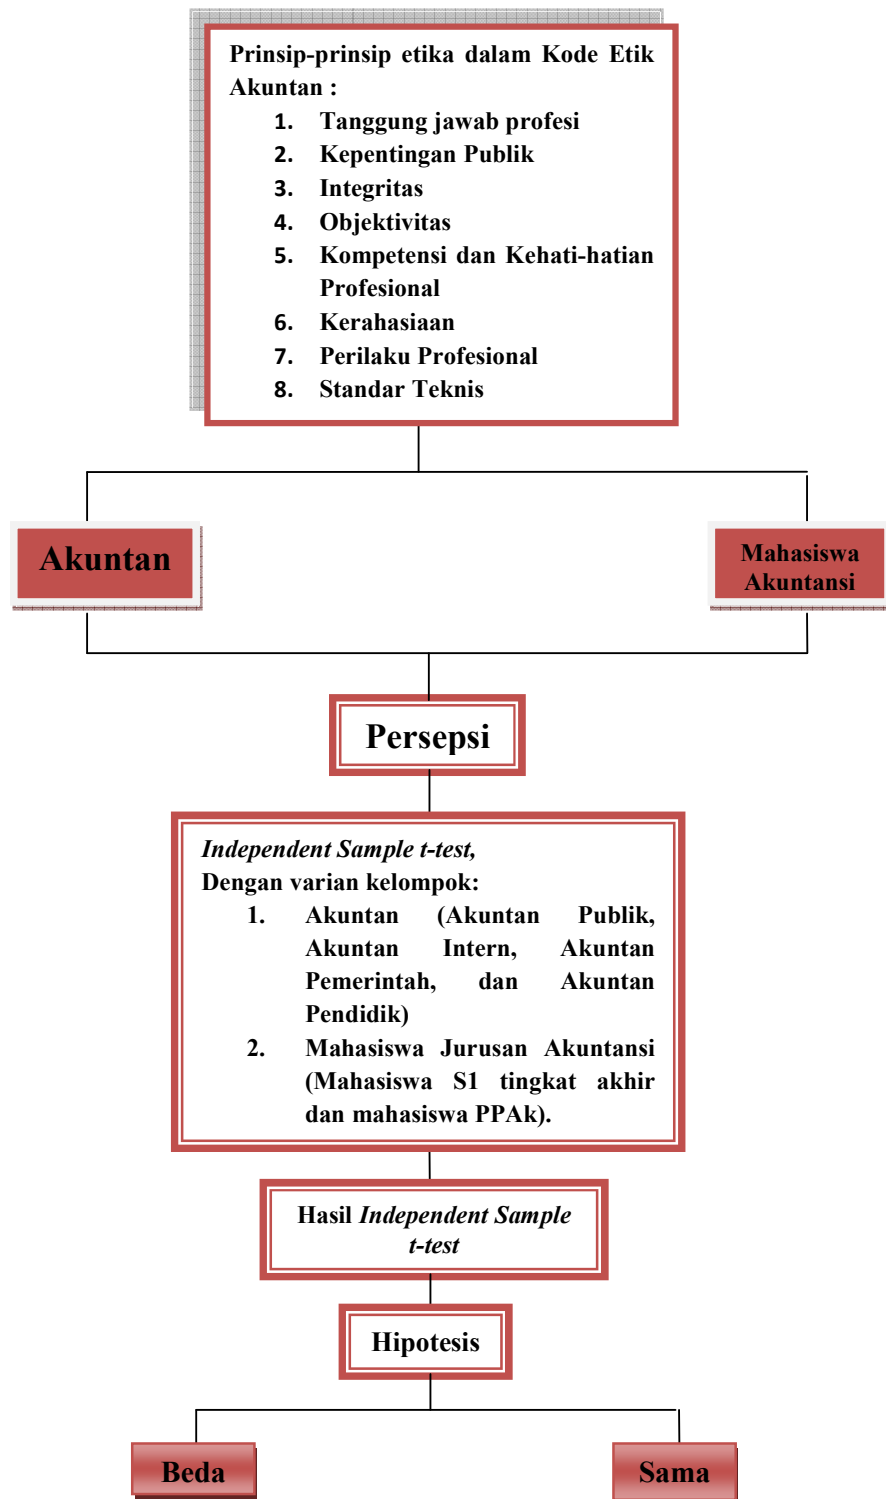 Prinsip-prinsip etika dalam Kode Etik
Akuntan :
1. Tanggung jawab profesi
2. Kepentingan Publik
3. Integritas
4. Objektivitas
5. Kompetensi dan Kehati-hatian
Profesional
6. Kerahasiaan
7. Perilaku Profesional
8. Standar Teknis
Akuntan
Mahasiswa
Akuntansi
Persepsi
Independent Sample t-test,
Dengan varian kelompok:
1. Akuntan (Akuntan Publik,
Akuntan Intern, Akuntan
Pemerintah, dan Akuntan
Pendidik)
2. Mahasiswa Jurusan Akuntansi
(Mahasiswa S1 tingkat akhir
dan mahasiswa PPAk).
Hasil Independent Sample
t-test
Hipotesis
Beda
Sama